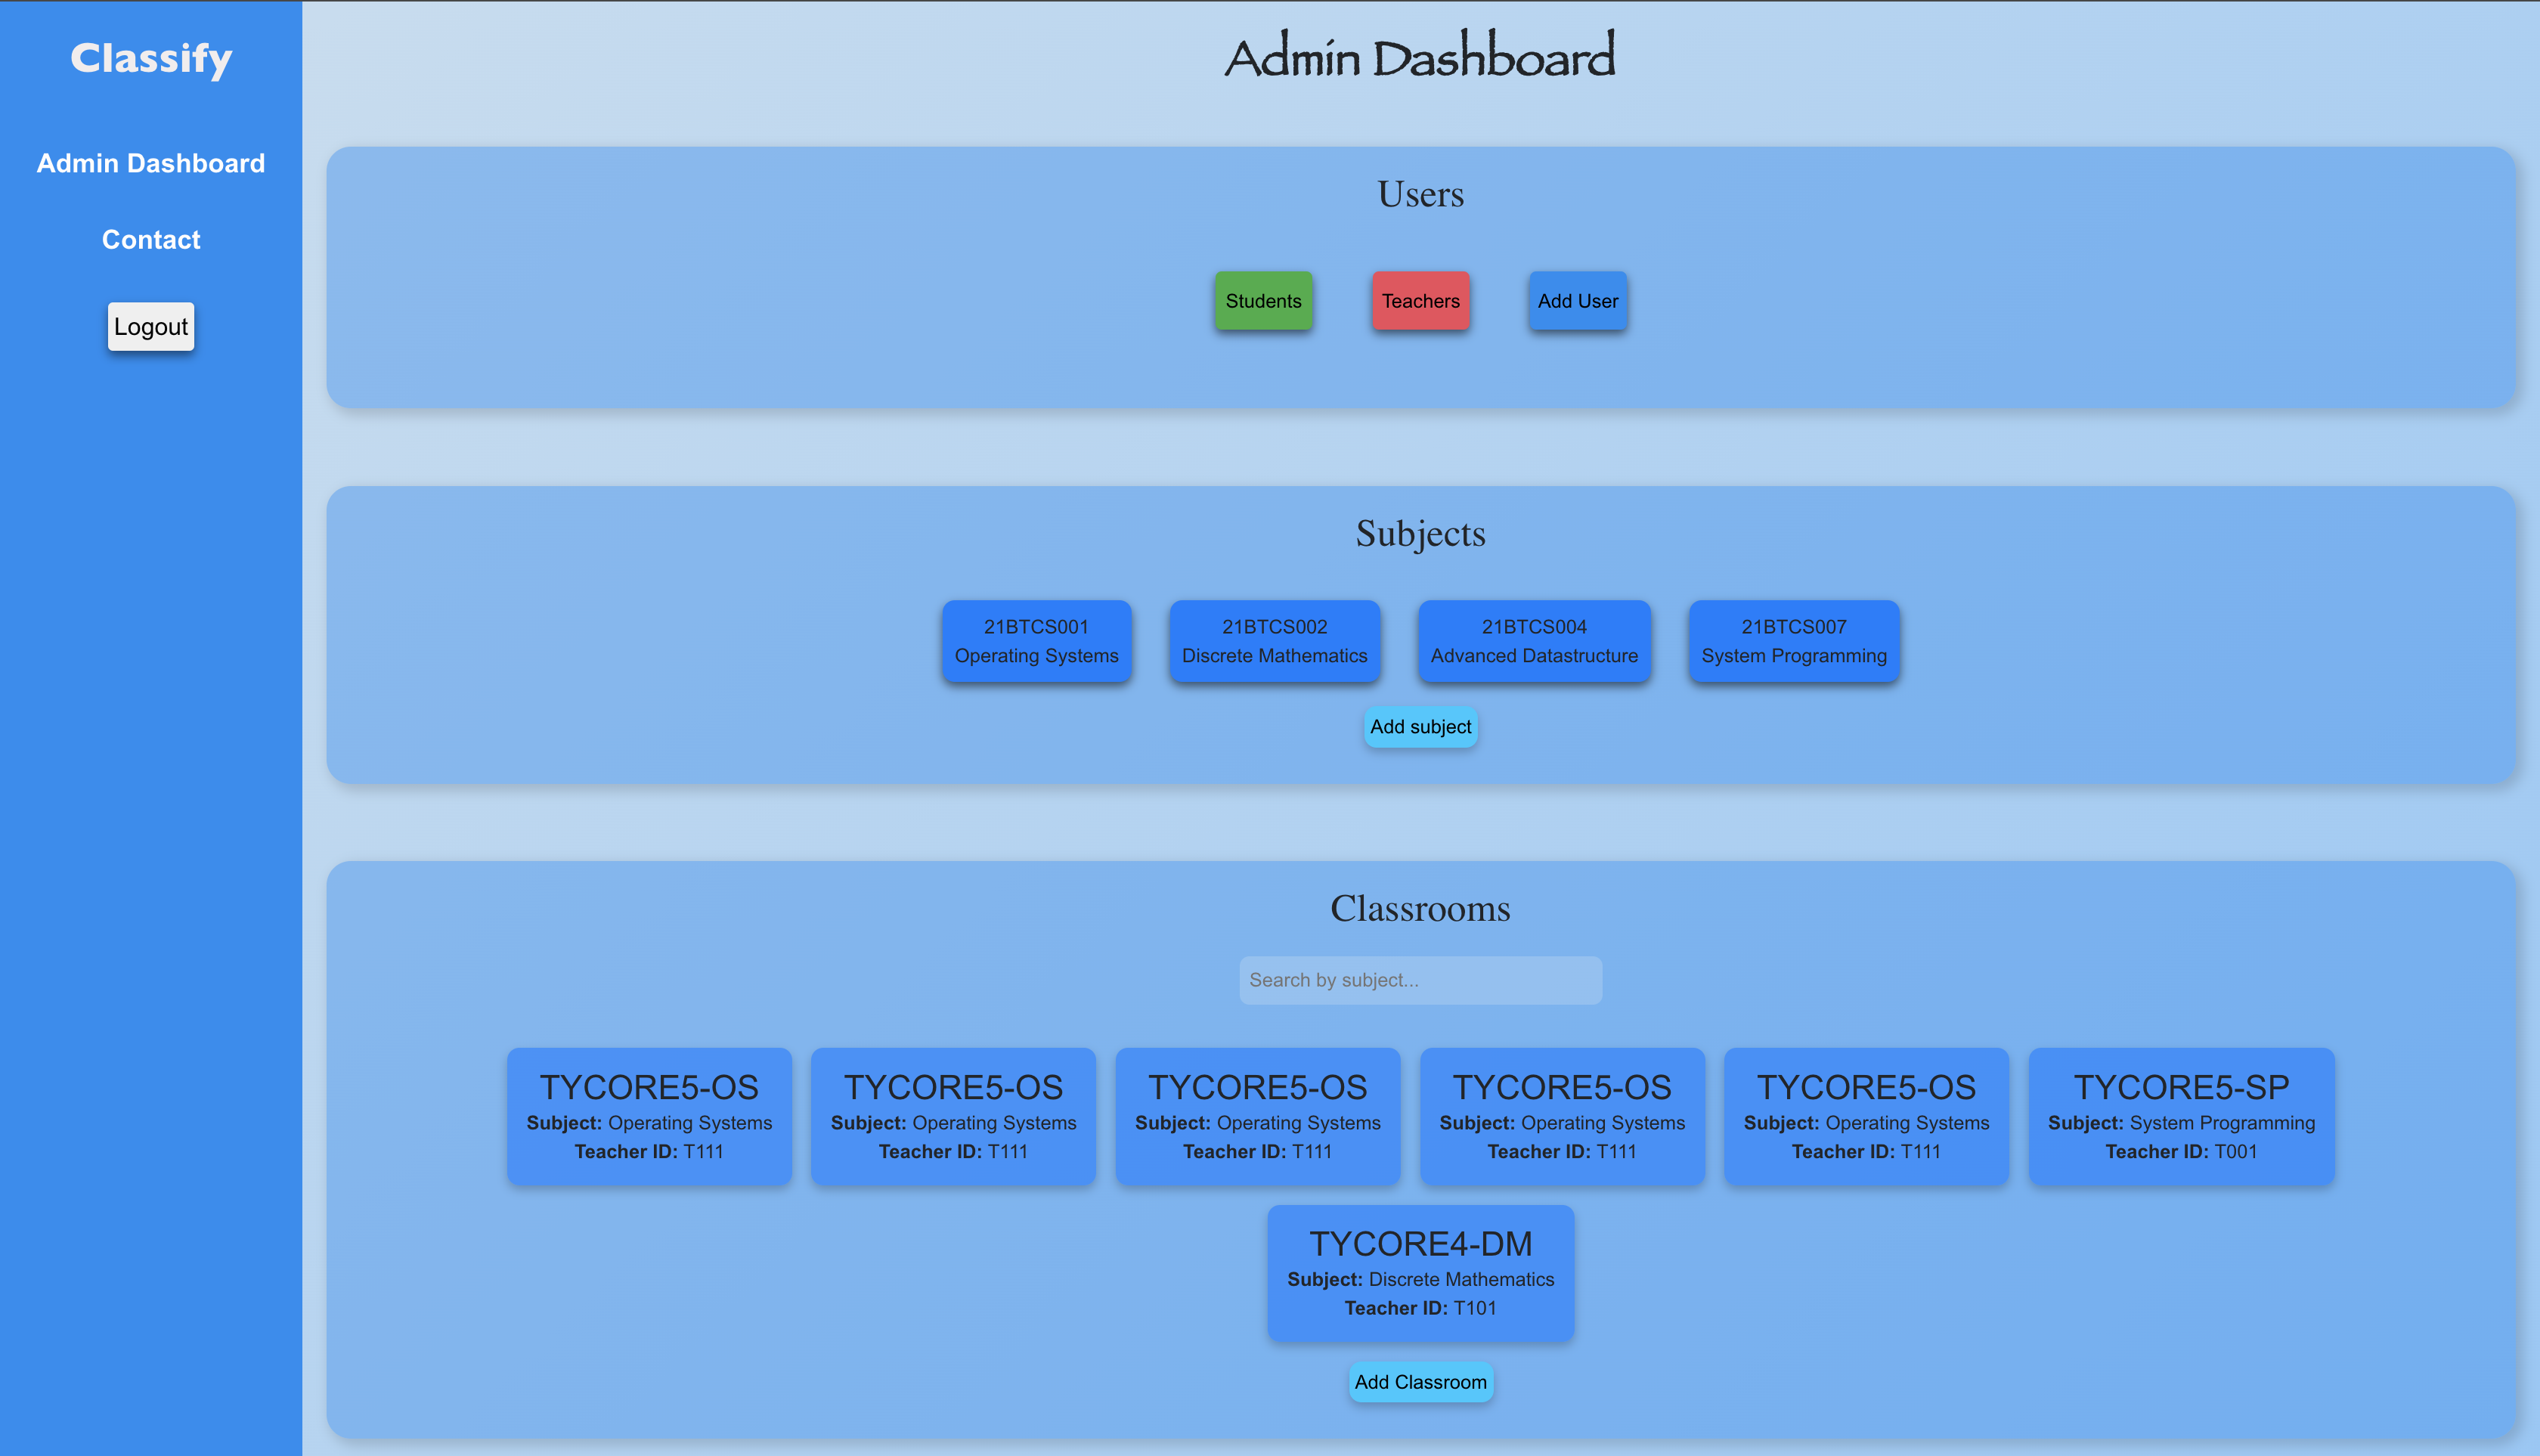 Classify
Admin Dashboard
Contact
Logout
Admin Dashboard
Users
Students
Teachers
Add User
Subjects
21BTCS001
Operating Systems
21BTCS002
Discrete Mathematics
21BTCS004
Advanced Datastructure
21BTCS007
System Programming
Add subject
Classrooms
Search by subject...
TYCORE5-OS
Subject: Operating Systems
Teacher ID: T111
TYCORE5-OS
Subject: Operating Systems
Teacher ID: T111
TYCORE5-OS
Subject: Operating Systems
Teacher ID: T111
TYCORE5-OS
Subject: Operating Systems
Teacher ID: T111
TYCORE5-OS
Subject: Operating Systems
Teacher ID: T111
TYCORE5-SP
Subject: System Programming
Teacher ID: T001
TYCORE4-DM
Subject: Discrete Mathematics
Teacher ID: T101
Add Classroom